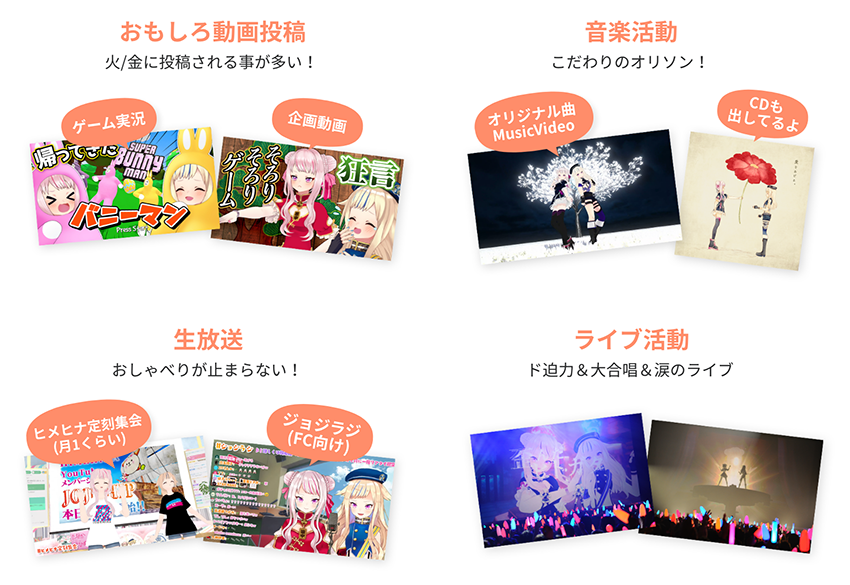 おもしろ動画投稿
火/金に投稿される事が多い！
ゲーム実況
企画動画
帰ってきた
SUPER
BUNNY
MAN
バニーマン
そろり
そろり
ゲーム
狂言
音楽活動
こだわりのオリソン！
オリジナル曲
MusicVideo
CDも
出してるよ
生放送
おしゃべりが止まらない！
ヒメヒナ定刻集会
(月1くらい)
ジョジラジ
(FC向け)
ライブ活動
ド迫力＆大合唱＆涙のライブ